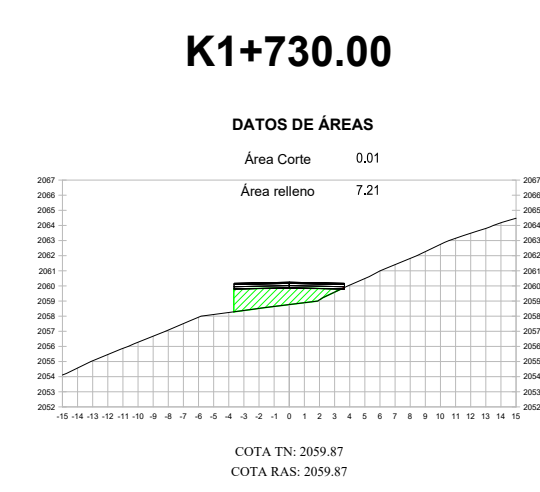 K1+730.00
DATOS DE ÁREAS
Área Corte 0.01
Área relleno 7.21
2067 2067
2066 2066
2065 2065
2064 2064
2063 2063
2062 2062
2061 2061
2060 2060
2059 2059
2058 2058
2057 2057
2056 2056
2055 2055
2054 2054
2053 2053
2052 2052
-15 -14 -13 -12 -11 -10 -9 -8 -7 -6 -5 -4 -3 -2 -1 0 1 2 3 4 5 6 7 8 9 10 11 12 13 14 15
COTA TN: 2059.87
COTA RAS: 2059.87